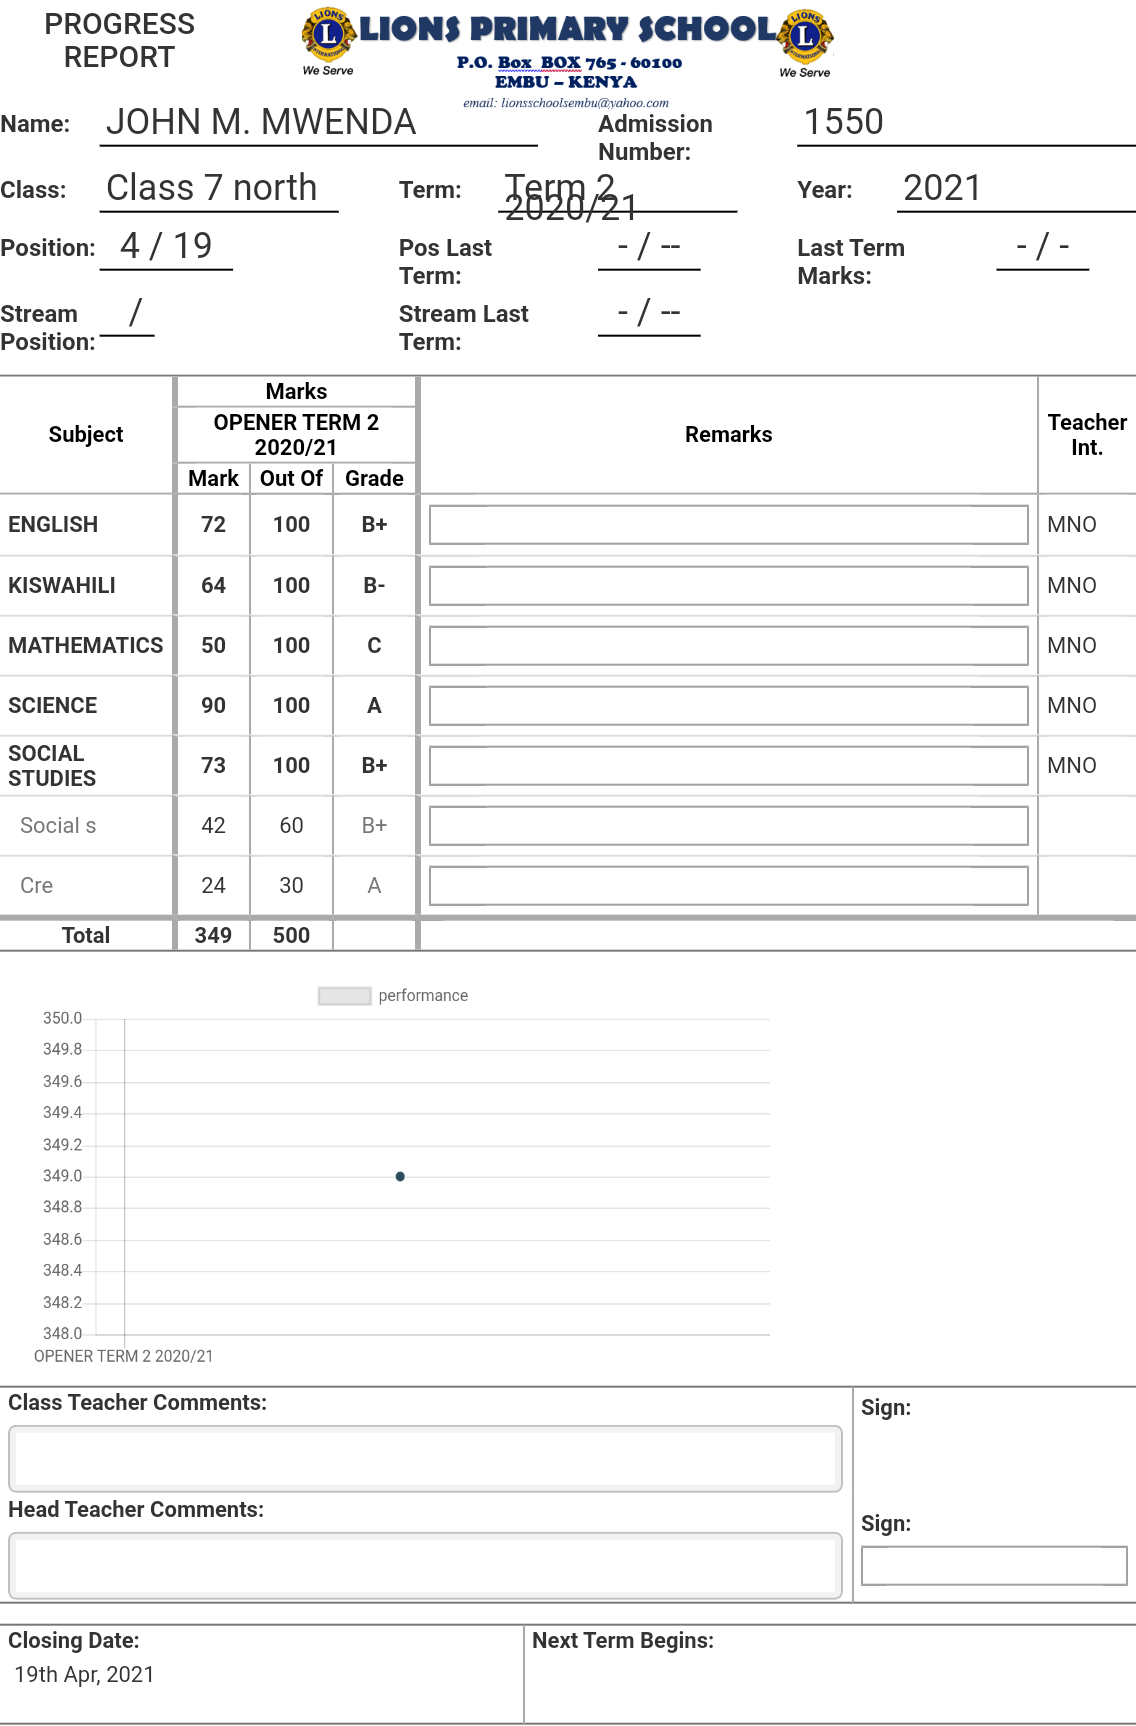 PROGRESS
REPORT
LIONS PRIMARY SCHOOL
We Serve
We Serve
P.O. Box BOX 765 - 60100
EMBU – KENYA
email: lionsschoolsembu@yahoo.com
Name: JOHN M. MWENDA Admission Number: 1550
Class: Class 7 north Term: Term 2 2020/21 Year: 2021
Position: 4 / 19 Pos Last Term: - / -- Last Term Marks: - / -
Stream Position: / Stream Last Term: - / --
Subject Marks Remarks Teacher Int.
OPENER TERM 2 2020/21
Mark Out Of Grade
ENGLISH 72 100 B+ MNO
KISWAHILI 64 100 B- MNO
MATHEMATICS 50 100 C MNO
SCIENCE 90 100 A MNO
SOCIAL STUDIES 73 100 B+ MNO
Social s 42 60 B+
Cre 24 30 A
Total 349 500
performance
350.0
349.8
349.6
349.4
349.2
349.0
348.8
348.6
348.4
348.2
348.0
OPENER TERM 2 2020/21
Class Teacher Comments: Sign:
Head Teacher Comments: Sign:
Closing Date: Next Term Begins:
19th Apr, 2021